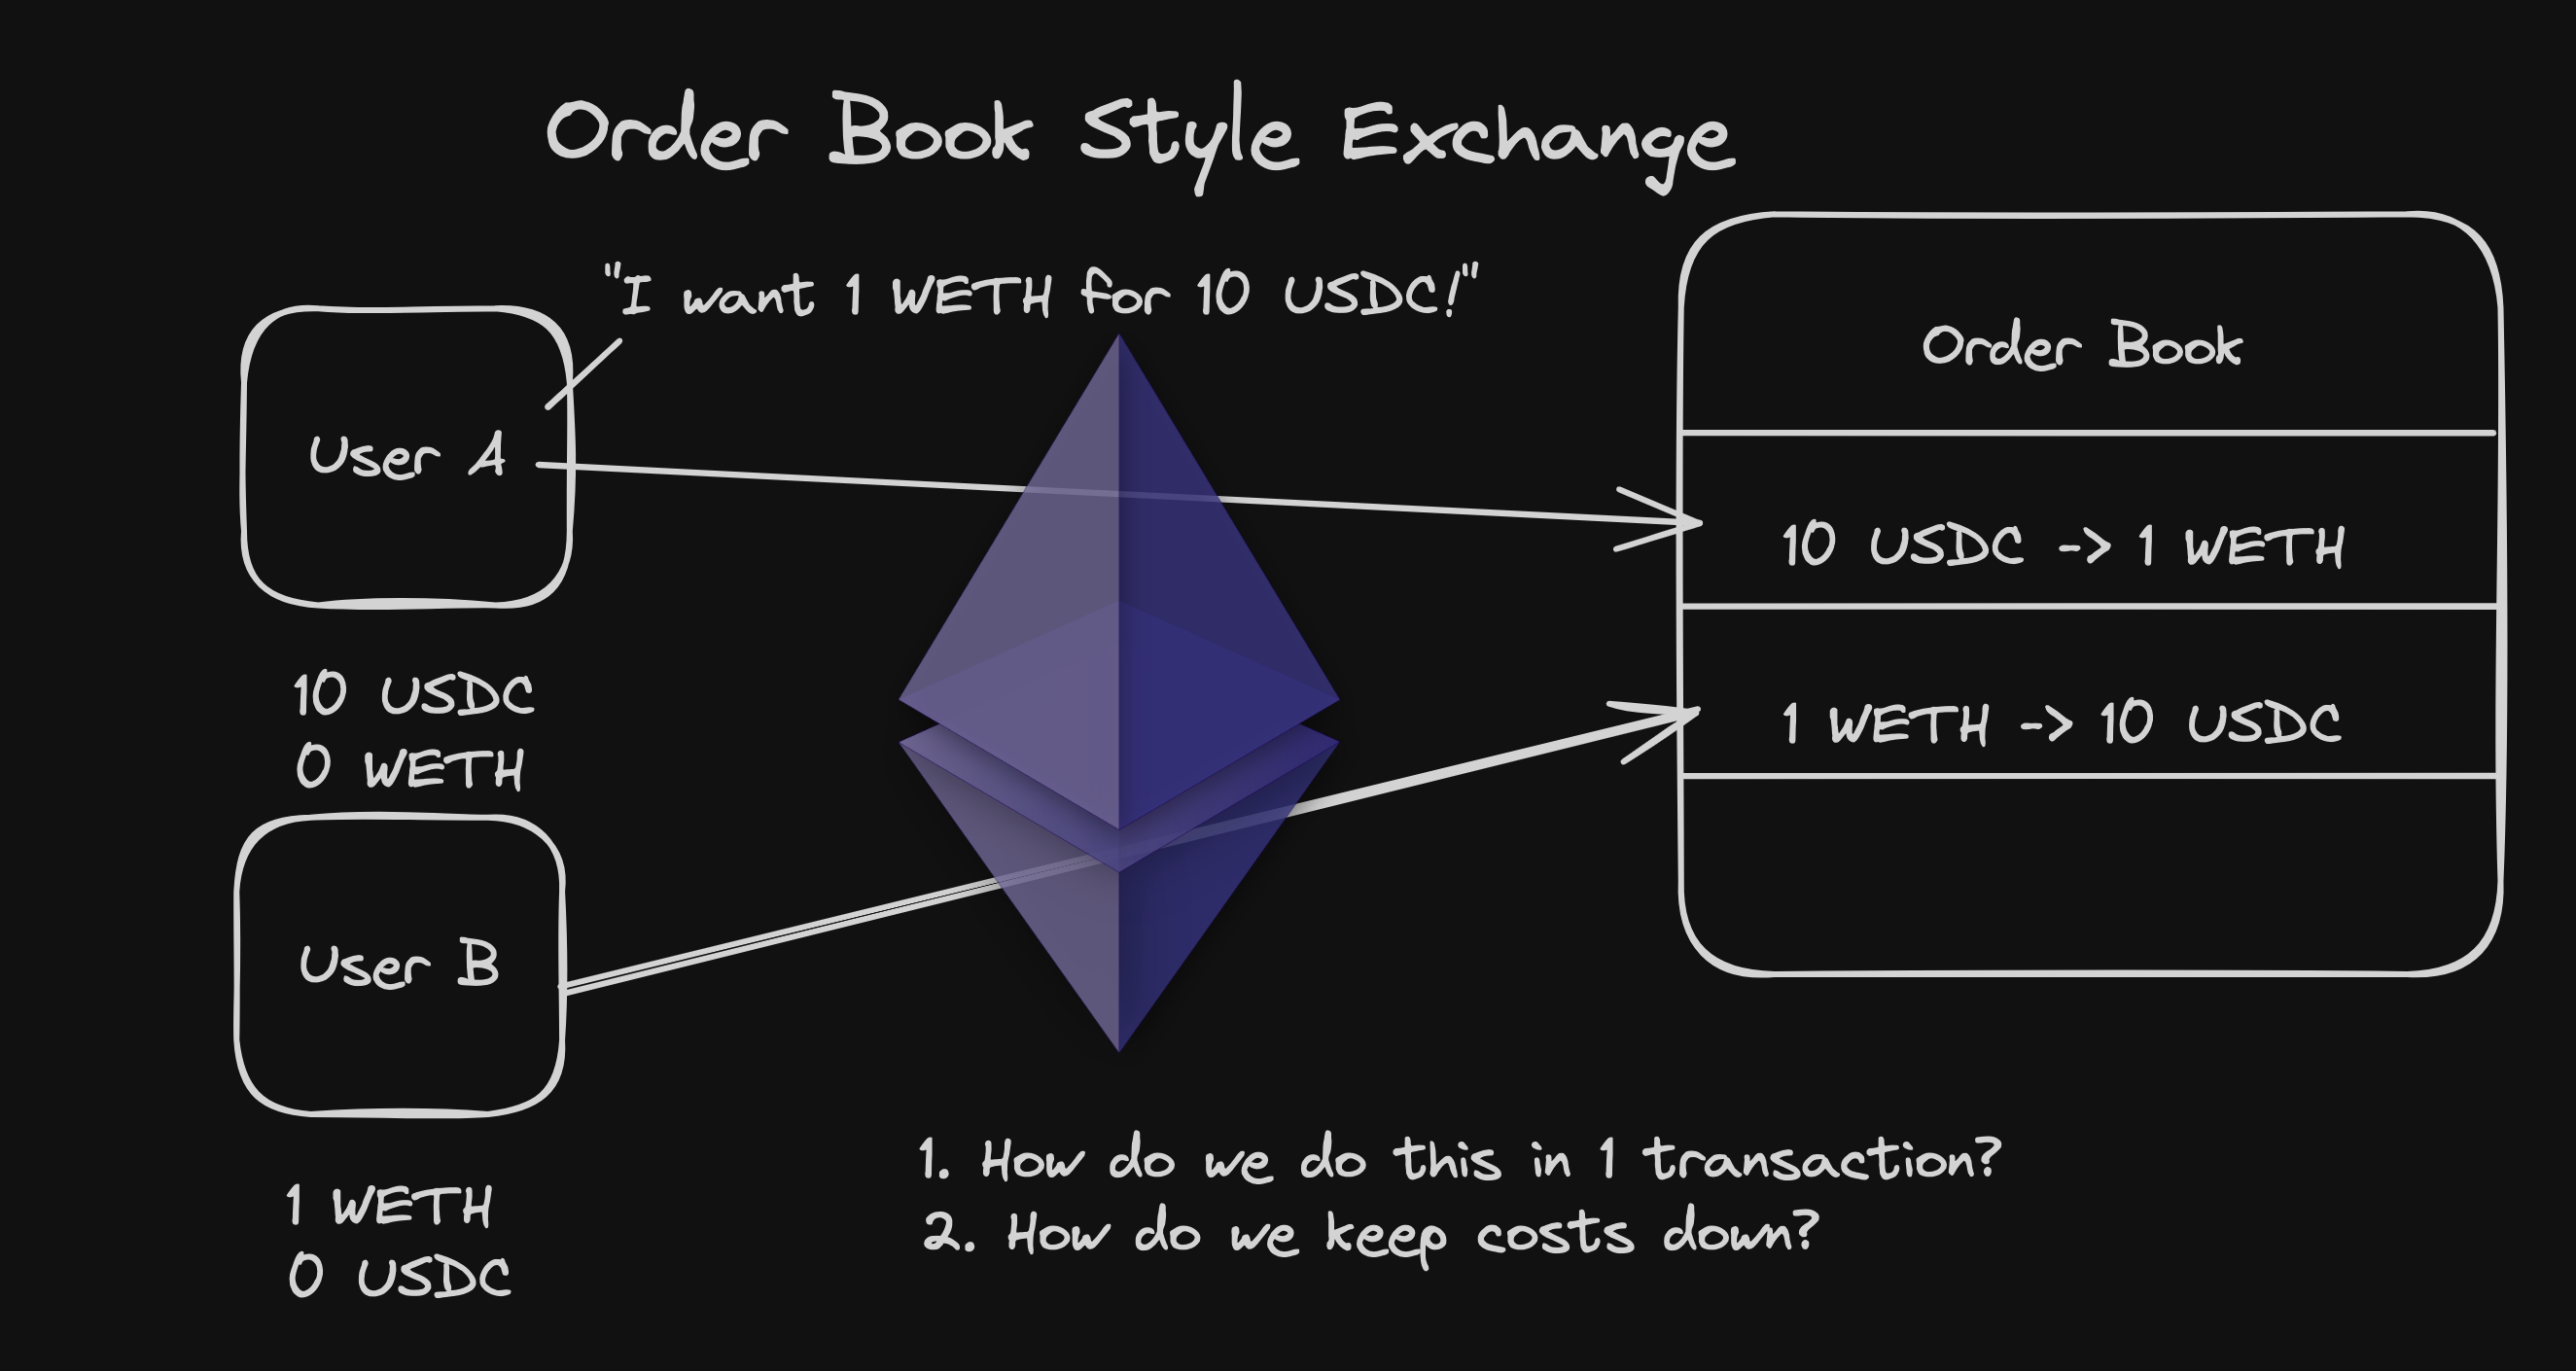 Order Book Style Exchange
"I want 1 WETH for 10 USDC!"
User A
10 USDC
0 WETH
User B
1 WETH
0 USDC
Order Book
10 USDC -> 1 WETH
1 WETH -> 10 USDC
1. How do we do this in 1 transaction?
2. How do we keep costs down?